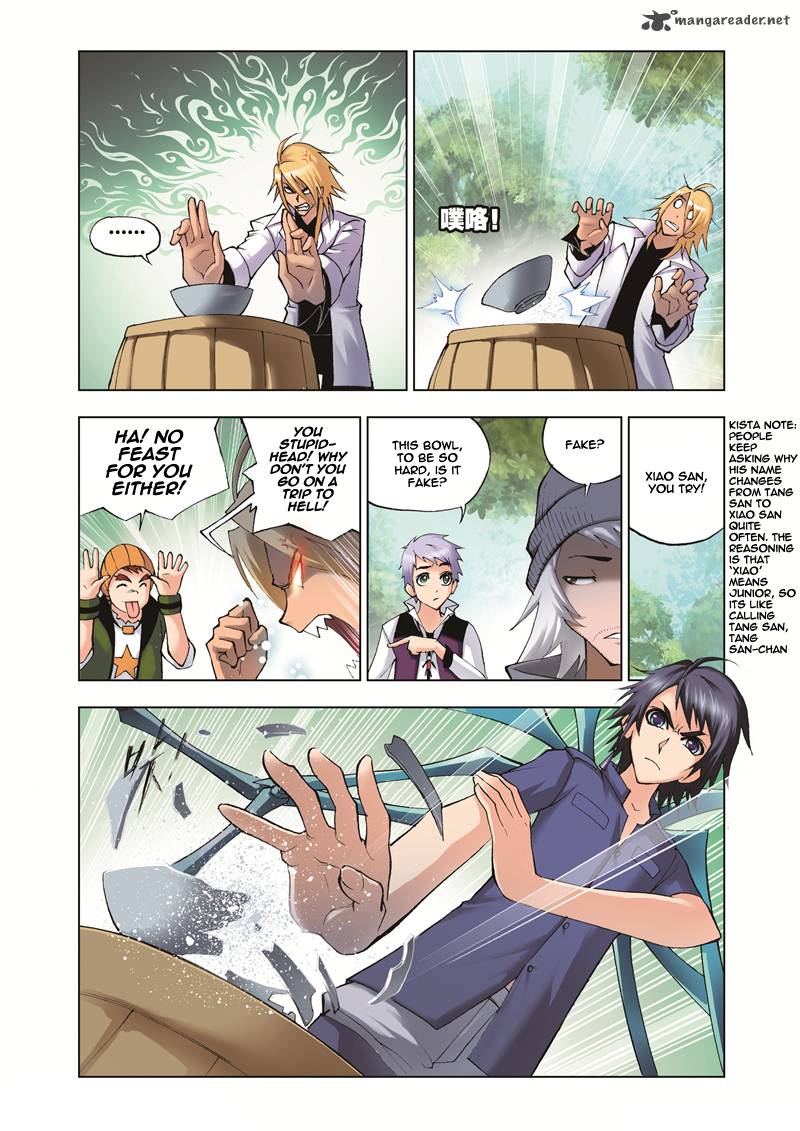 mangareader.net
......
噗咯!
HA! NO
FEAST
FOR YOU
EITHER!
YOU
STUPID-
HEAD! WHY
DON'T YOU
GO ON A
TRIP TO
HELL!
THIS BOWL,
TO BE SO
HARD, IS IT
FAKE?
FAKE?
XIAO SAN,
YOU TRY!
KISTA NOTE:
PEOPLE
KEEP
ASKING WHY
HIS NAME
CHANGES
FROM TANG
SAN TO
XIAO SAN
QUITE
OFTEN. THE
REASONING
IS THAT
'XIAO'
MEANS
JUNIOR, SO
ITS LIKE
CALLING
TANG SAN,
TANG
SAN-CHAN